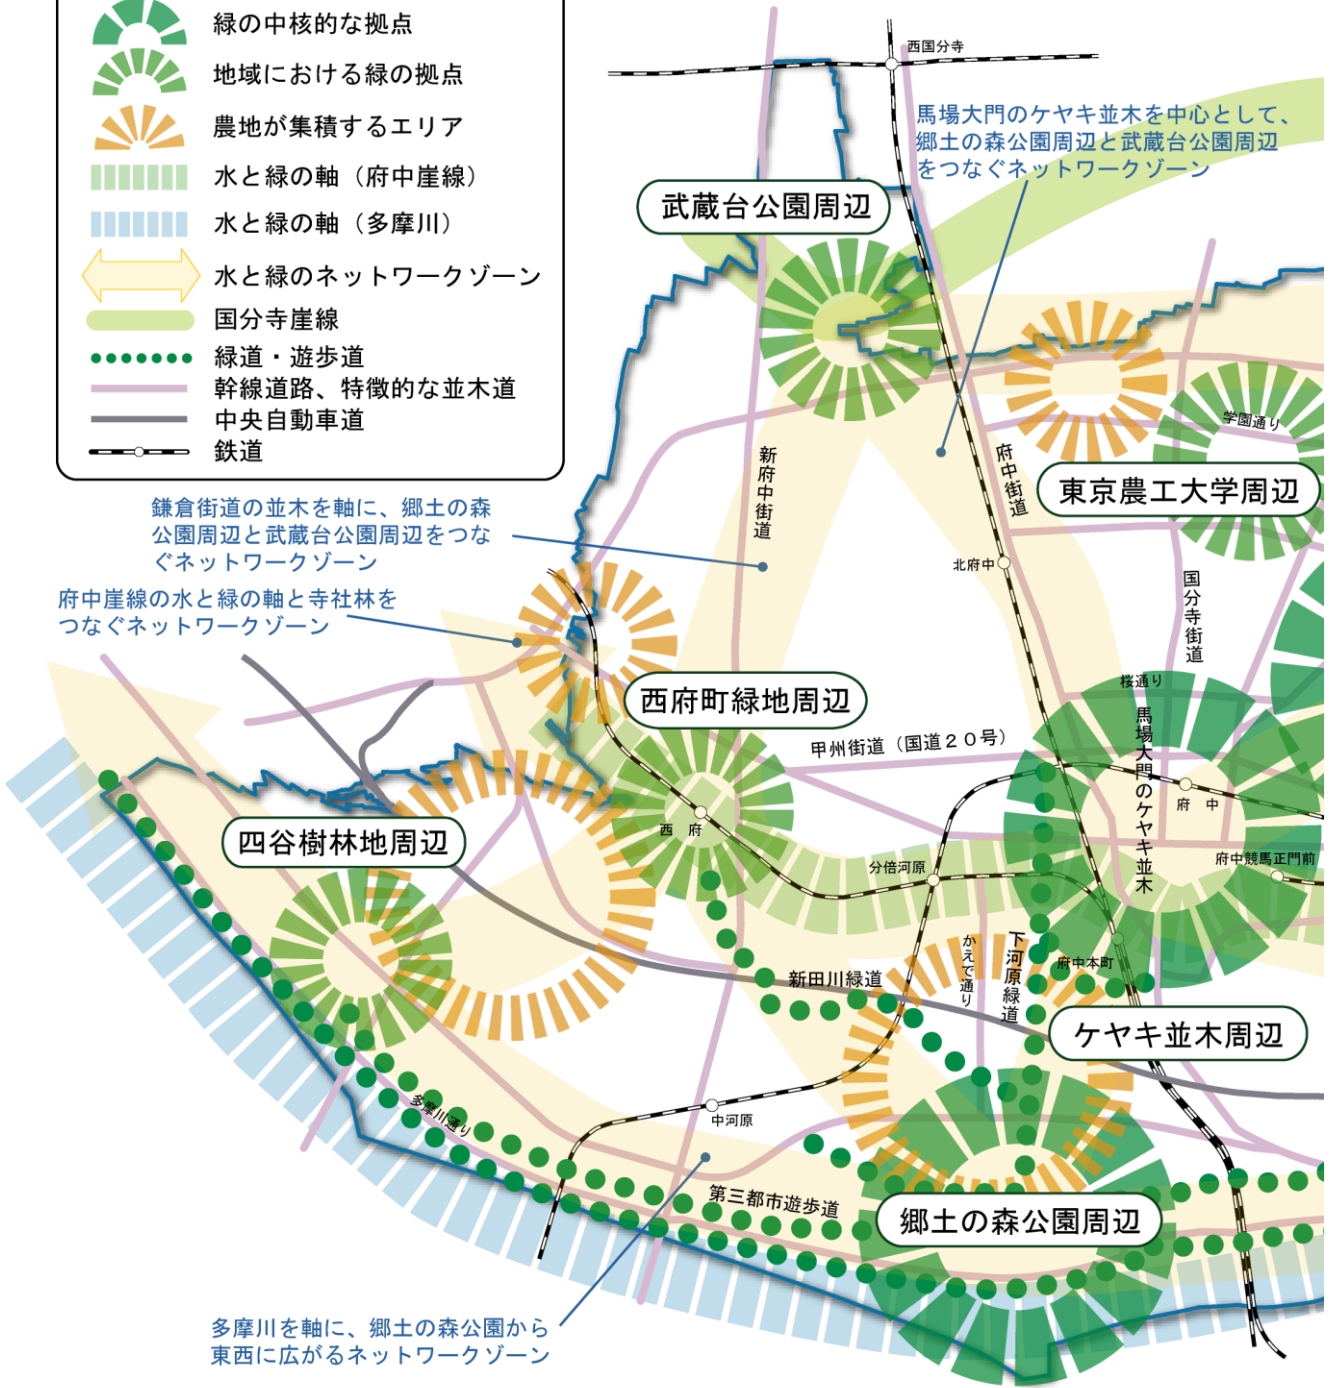 緑の中核的な拠点
地域における緑の拠点
農地が集積するエリア
水と緑の軸（府中崖線）
水と緑の軸（多摩川）
水と緑のネットワークゾーン
国分寺崖線
緑道・遊歩道
幹線道路、特徴的な並木道
中央自動車道
鉄道
西国分寺
馬場大門のケヤキ並木を中心として、
郷土の森公園周辺と武蔵台公園周辺
をつなぐネットワークゾーン
武蔵台公園周辺
学園通り
新府中街道
府中街道
東京農工大学周辺
鎌倉街道の並木を軸に、郷土の森
公園周辺と武蔵台公園周辺をつな
ぐネットワークゾーン
北府中
国分寺街道
府中崖線の水と緑の軸と寺社林を
つなぐネットワークゾーン
西府町緑地周辺
桜通り
馬場大門のケヤキ並木
甲州街道（国道２０号）
府中
四谷樹林地周辺
西府
分倍河原
府中競馬正門前
かえで通り
下河原緑道
府中本町
新田川緑道
ケヤキ並木周辺
多摩川通り
中河原
第三都市遊歩道
郷土の森公園周辺
多摩川を軸に、郷土の森公園から
東西に広がるネットワークゾーン